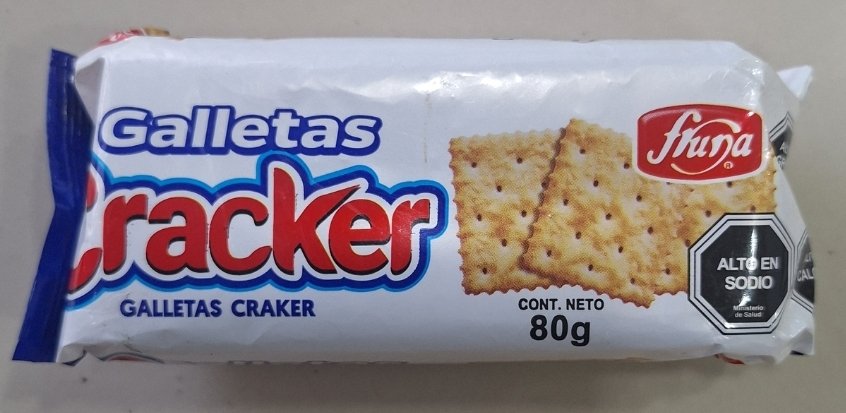 Galletas
Cracker
GALLETAS CRAKER
fruna
CONT. NETO
80g
ALTO EN
SODIO
Ministerio
de Salud